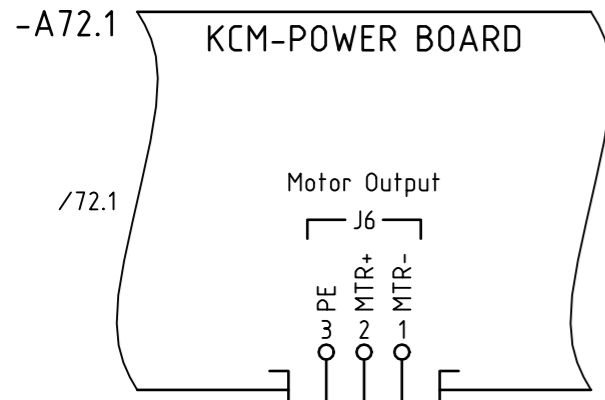 -A72.1
KCM-POWER BOARD
/72.1
Motor Output
J6
PE
MTR+
MTR-
3
2
1